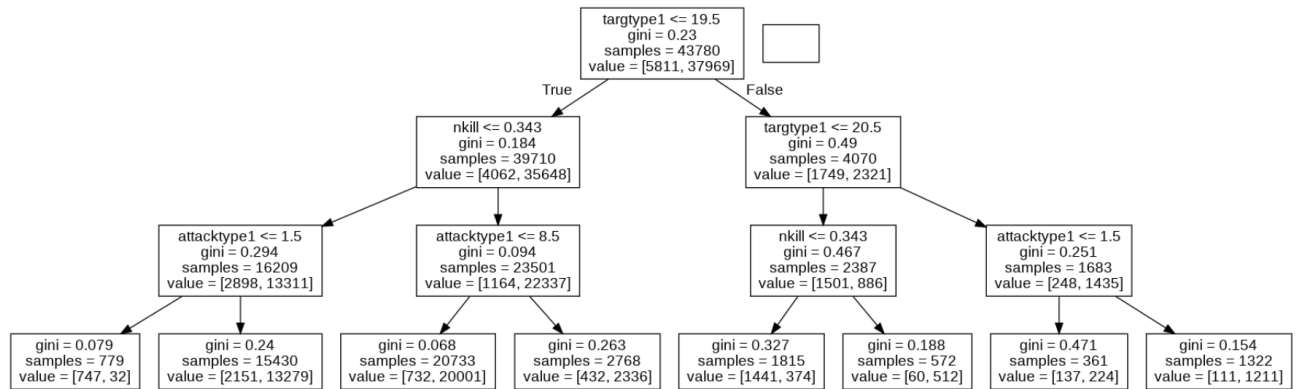 targtype1 <= 19.5
gini = 0.23
samples = 43780
value = [5811, 37969]
True
False
nkill <= 0.343
gini = 0.184
samples = 39710
value = [4062, 35648]
targtype1 <= 20.5
gini = 0.49
samples = 4070
value = [1749, 2321]
attacktype1 <= 1.5
gini = 0.294
samples = 16209
value = [2898, 13311]
attacktype1 <= 8.5
gini = 0.094
samples = 23501
value = [1164, 22337]
nkill <= 0.343
gini = 0.467
samples = 2387
value = [1501, 886]
attacktype1 <= 1.5
gini = 0.251
samples = 1683
value = [248, 1435]
gini = 0.079
samples = 779
value = [747, 32]
gini = 0.24
samples = 15430
value = [2151, 13279]
gini = 0.068
samples = 20733
value = [732, 20001]
gini = 0.263
samples = 2768
value = [432, 2336]
gini = 0.327
samples = 1815
value = [1441, 374]
gini = 0.188
samples = 572
value = [60, 512]
gini = 0.471
samples = 361
value = [137, 224]
gini = 0.154
samples = 1322
value = [111, 1211]